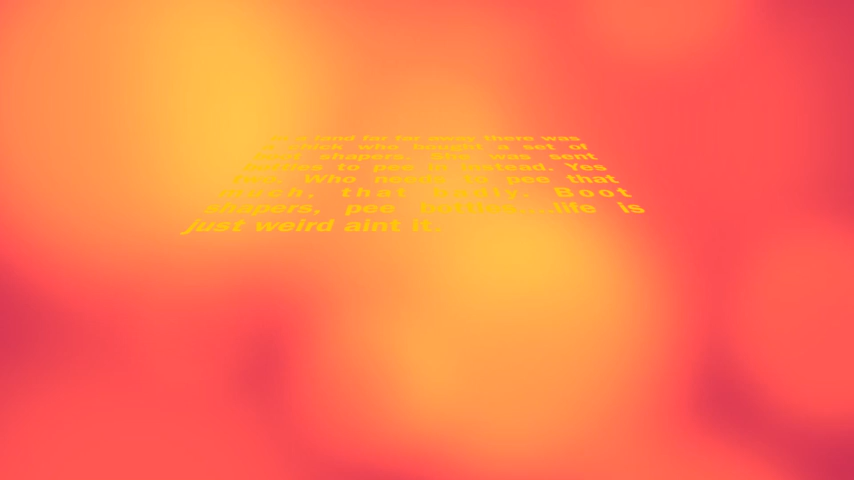 In a land far far away there was
a chick who bought a set of
boot shapers. She was sent
bottles to pee in instead. Yes
pee. Who needs to pee that
much, that badly. Boot
shapers, pee bottles....life is
just weird aint it.